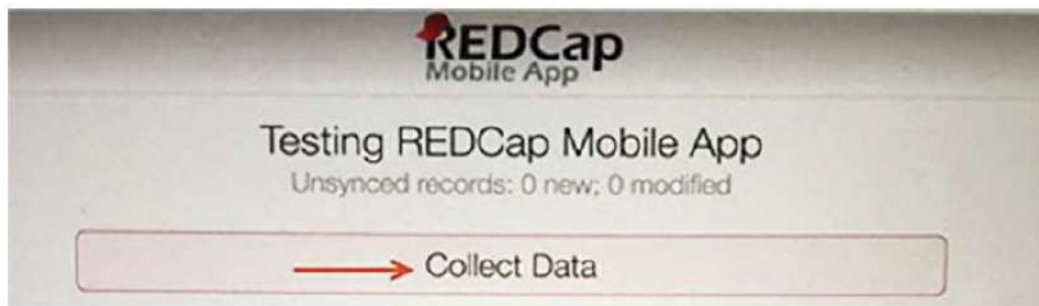 REDCap
Mobile App
Testing REDCap Mobile App
Unsynced records: 0 new; 0 modified
Collect Data